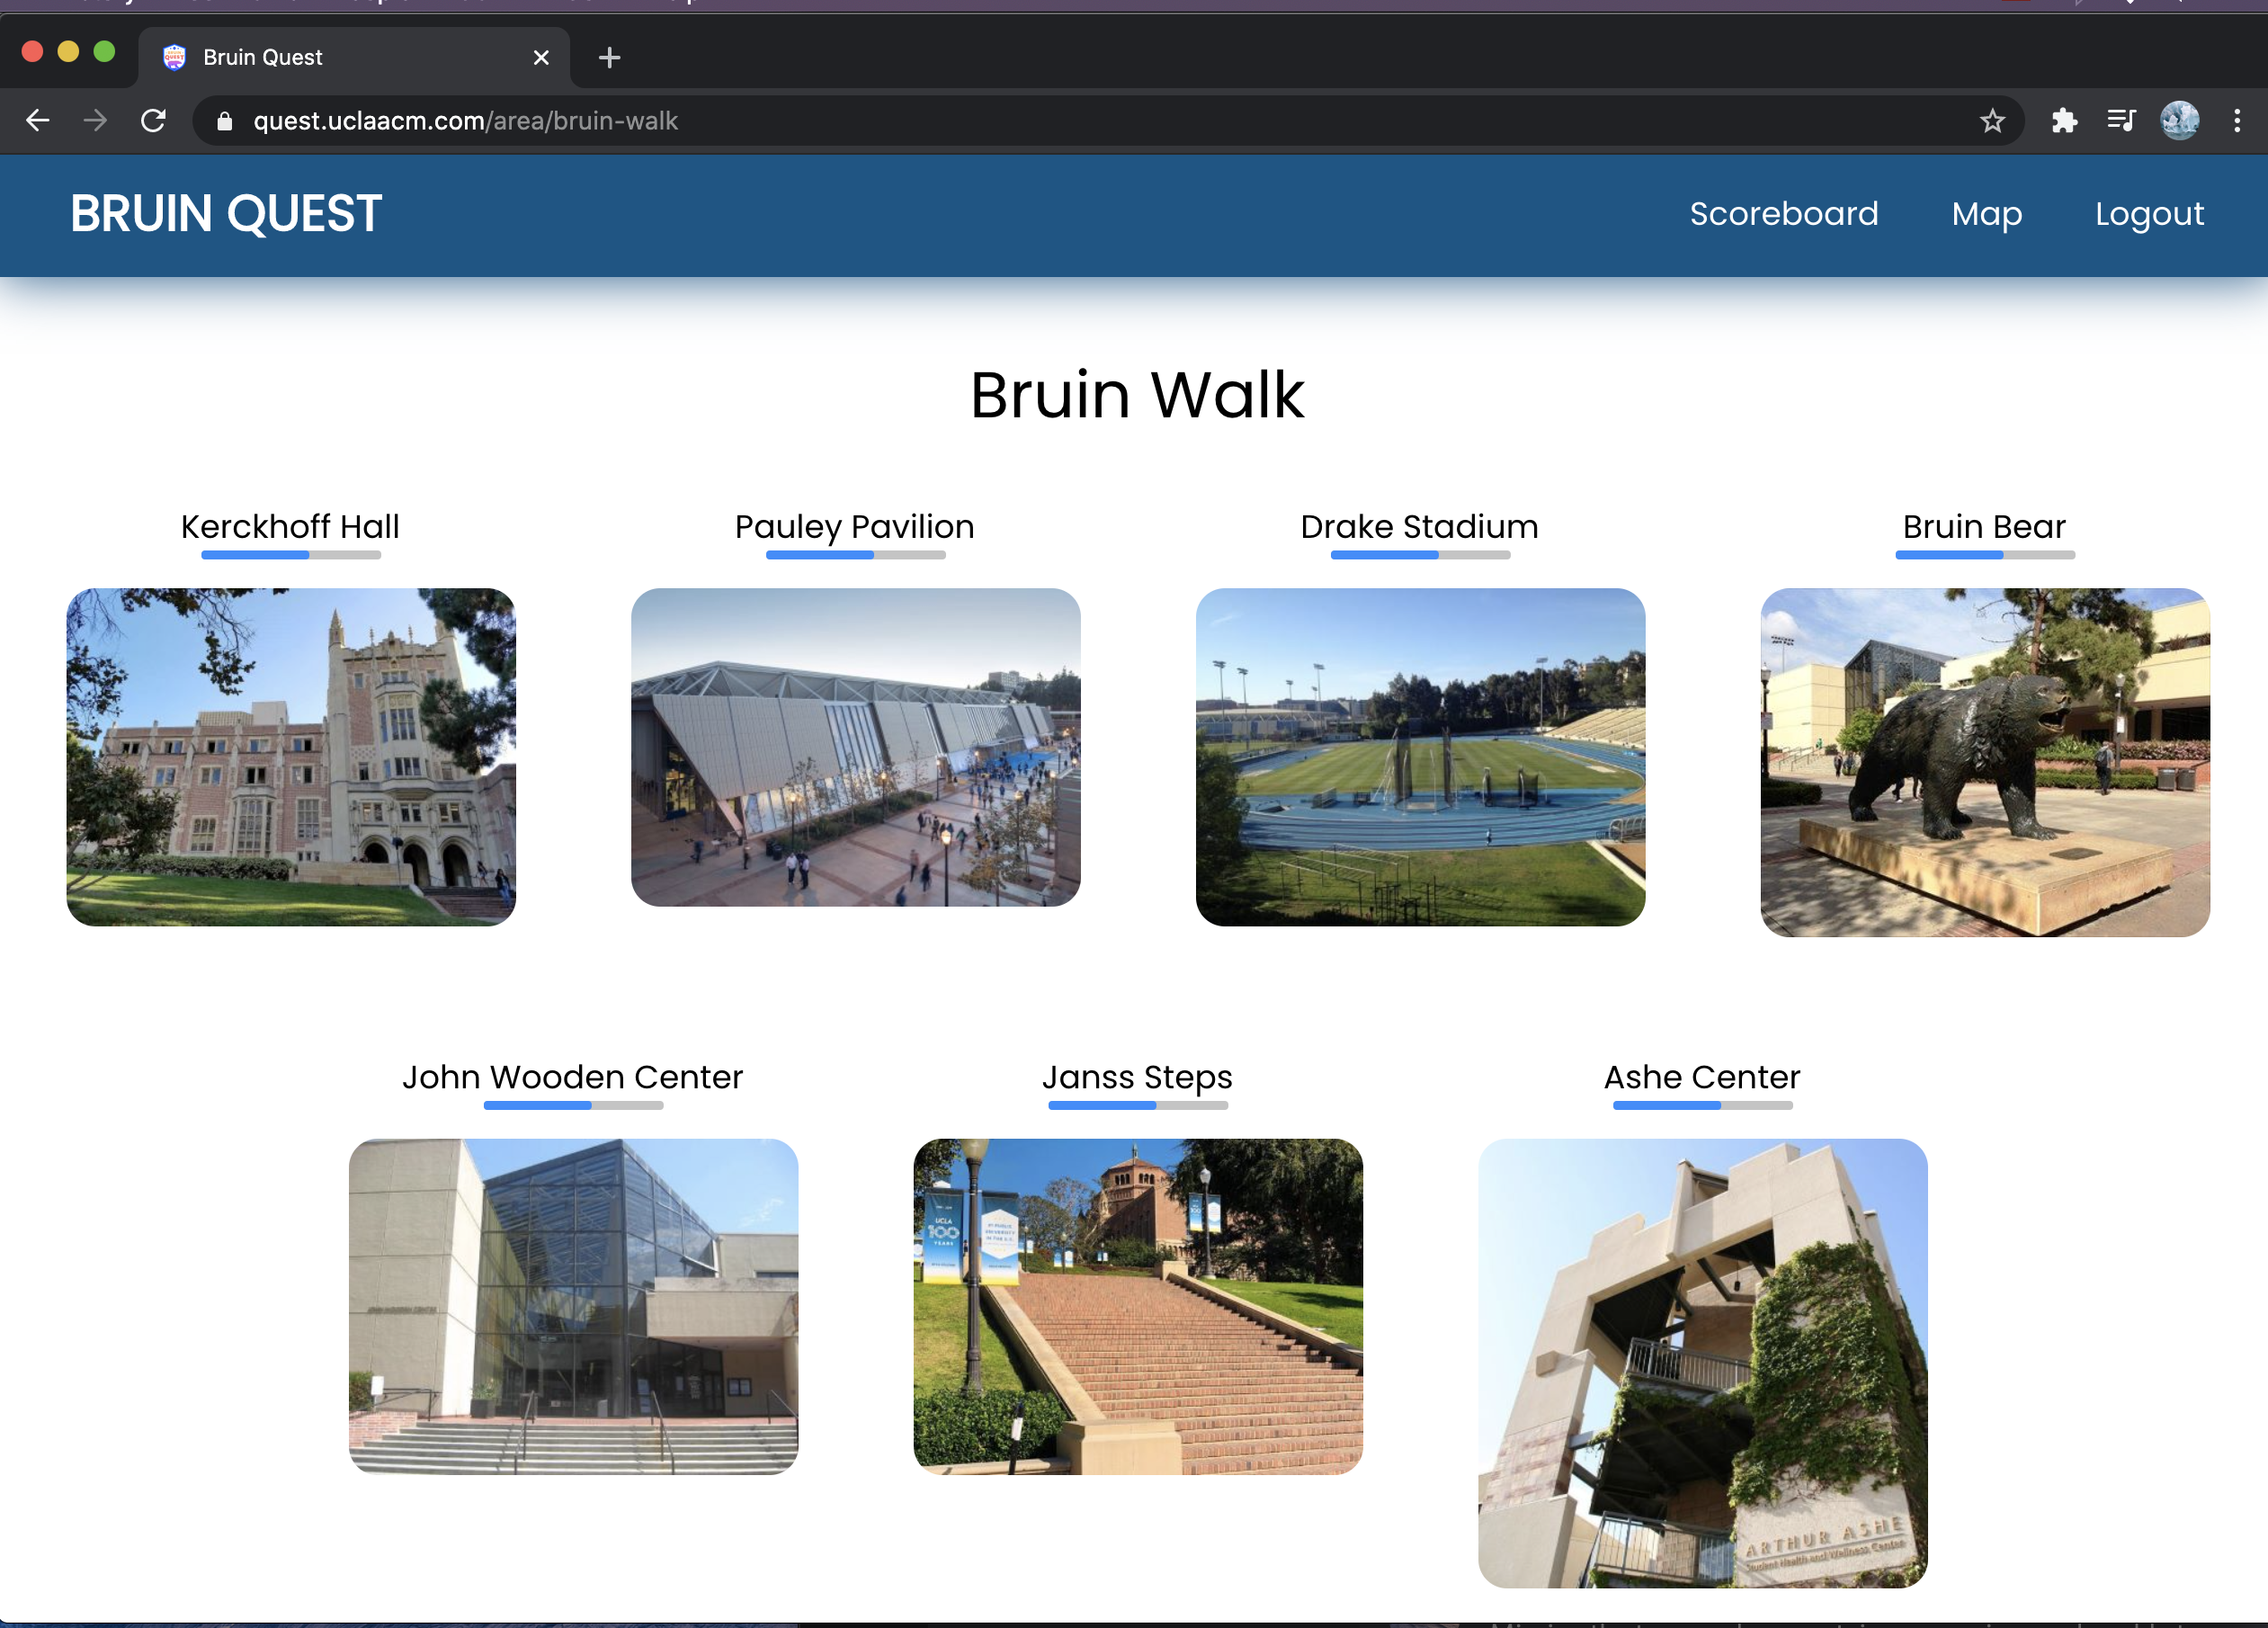 Bruin Quest
quest.uclaacm.com/area/bruin-walk
BRUIN QUEST
Scoreboard Map Logout
Bruin Walk
Kerckhoff Hall Pauley Pavilion Drake Stadium Bruin Bear
John Wooden Center Janss Steps Ashe Center
UCLA
100
YEARS
ARTHUR ASHE
Student Health and Wellness Center